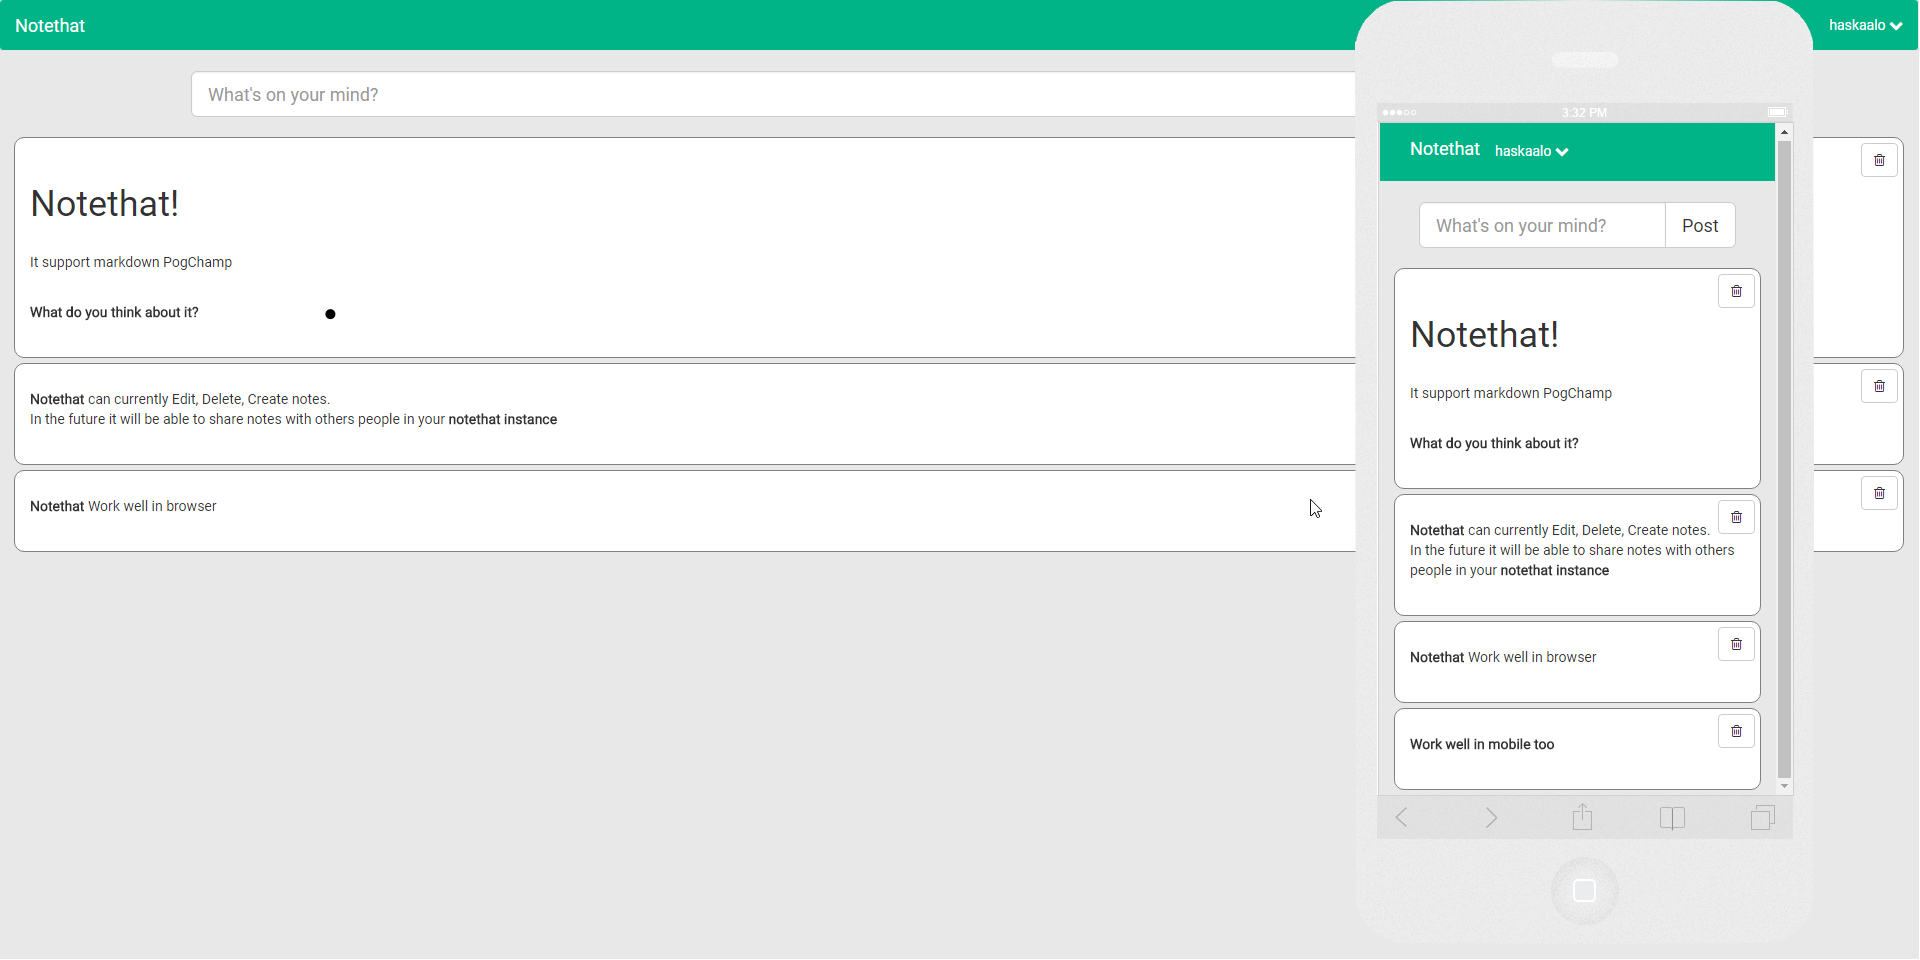 Notethat
haskaalo
What's on your mind?
Notethat!
It support markdown PogChamp
What do you think about it?
Notethat can currently Edit, Delete, Create notes.
In the future it will be able to share notes with others people in your notethat instance
Notethat Work well in browser
3:32 PM
Notethat haskaalo
What's on your mind? Post
Notethat!
It support markdown PogChamp
What do you think about it?
Notethat can currently Edit, Delete, Create notes.
In the future it will be able to share notes with others
people in your notethat instance
Notethat Work well in browser
Work well in mobile too